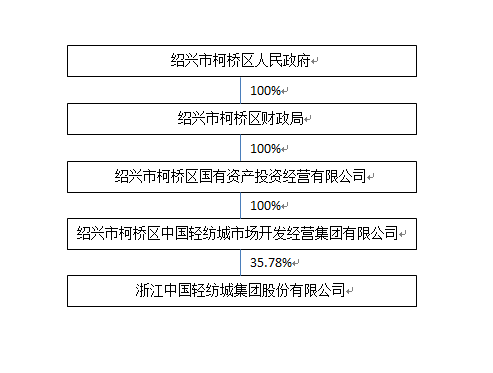 绍兴市柯桥区人民政府
100%
绍兴市柯桥区财政局
100%
绍兴市柯桥区国有资产投资经营有限公司
100%
绍兴市柯桥区中国轻纺城市场开发经营集团有限公司
35.78%
浙江中国轻纺城集团股份有限公司